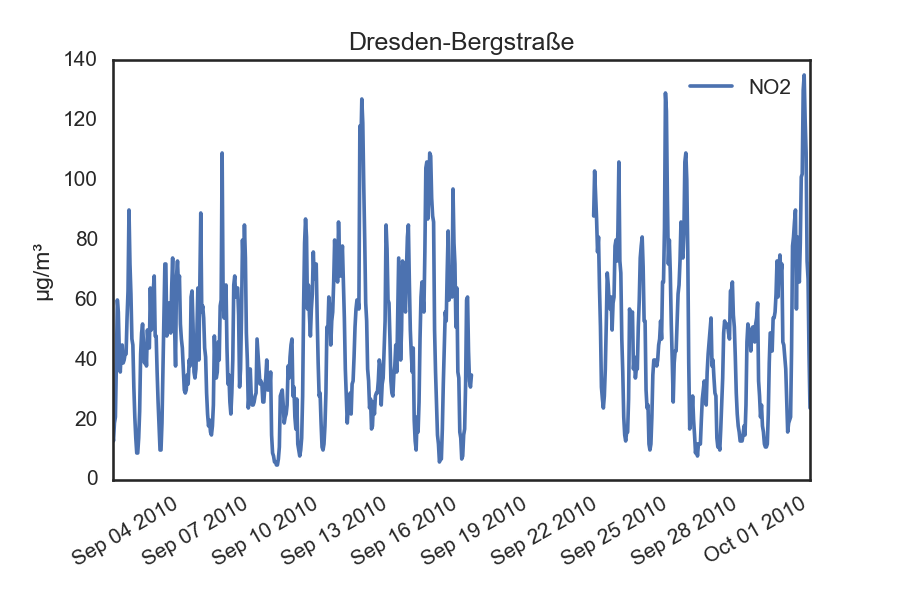 Dresden-Bergstraße
140
120
100
80
60
40
20
0
µg/m³
NO2
Sep 04 2010
Sep 07 2010
Sep 10 2010
Sep 13 2010
Sep 16 2010
Sep 19 2010
Sep 22 2010
Sep 25 2010
Sep 28 2010
Oct 01 2010